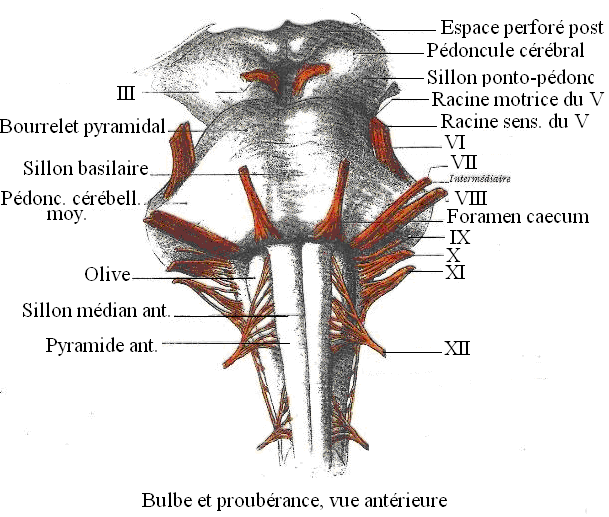 Espace perforé post
Pédoncule cérébral
Sillon ponto-pédonc
III
Racine motrice du V
Bourrelet pyramidal
Racine sens. du V
VI
VII
Sillon basilaire
Intermédiaire
Pédonc. cérébell.
moy.
VIII
Foramen caecum
IX
X
Olive
XI
Sillon médian ant.
Pyramide ant.
XII
Bulbe et proubérance, vue antérieure